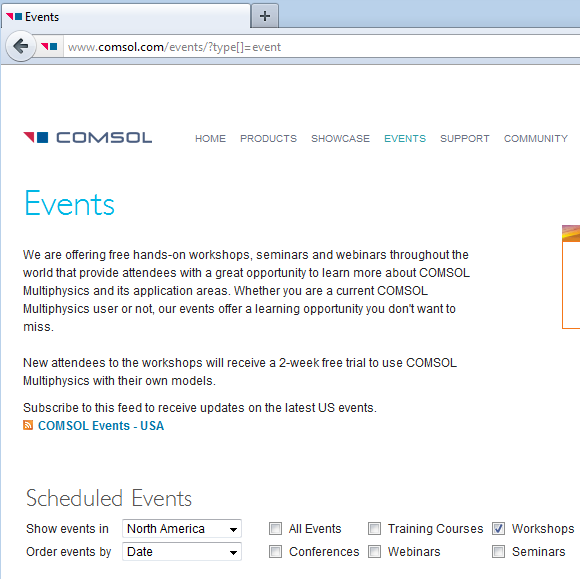 Events
www.comsol.com/events/?type[]=event
COMSOL
HOME PRODUCTS SHOWCASE EVENTS SUPPORT COMMUNITY
Events
We are offering free hands-on workshops, seminars and webinars throughout the
world that provide attendees with a great opportunity to learn more about COMSOL
Multiphysics and its application areas. Whether you are a current COMSOL
Multiphysics user or not, our events offer a learning opportunity you don't want to
miss.
New attendees to the workshops will receive a 2-week free trial to use COMSOL
Multiphysics with their own models.
Subscribe to this feed to receive updates on the latest US events.
COMSOL Events - USA
Scheduled Events
Show events in North America All Events Training Courses Workshops
Order events by Date Conferences Webinars Seminars